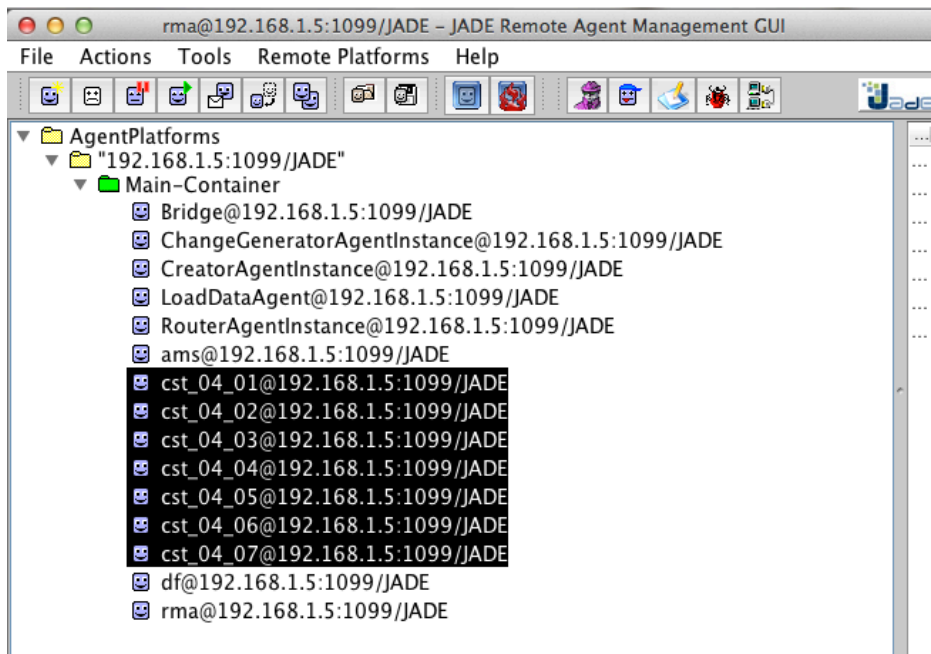 rma@192.168.1.5:1099/JADE – JADE Remote Agent Management GUI
File Actions Tools Remote Platforms Help
Jade
AgentPlatforms
"192.168.1.5:1099/JADE"
Main-Container
Bridge@192.168.1.5:1099/JADE
ChangeGeneratorAgentInstance@192.168.1.5:1099/JADE
CreatorAgentInstance@192.168.1.5:1099/JADE
LoadDataAgent@192.168.1.5:1099/JADE
RouterAgentInstance@192.168.1.5:1099/JADE
ams@192.168.1.5:1099/JADE
cst_04_01@192.168.1.5:1099/JADE
cst_04_02@192.168.1.5:1099/JADE
cst_04_03@192.168.1.5:1099/JADE
cst_04_04@192.168.1.5:1099/JADE
cst_04_05@192.168.1.5:1099/JADE
cst_04_06@192.168.1.5:1099/JADE
cst_04_07@192.168.1.5:1099/JADE
df@192.168.1.5:1099/JADE
rma@192.168.1.5:1099/JADE